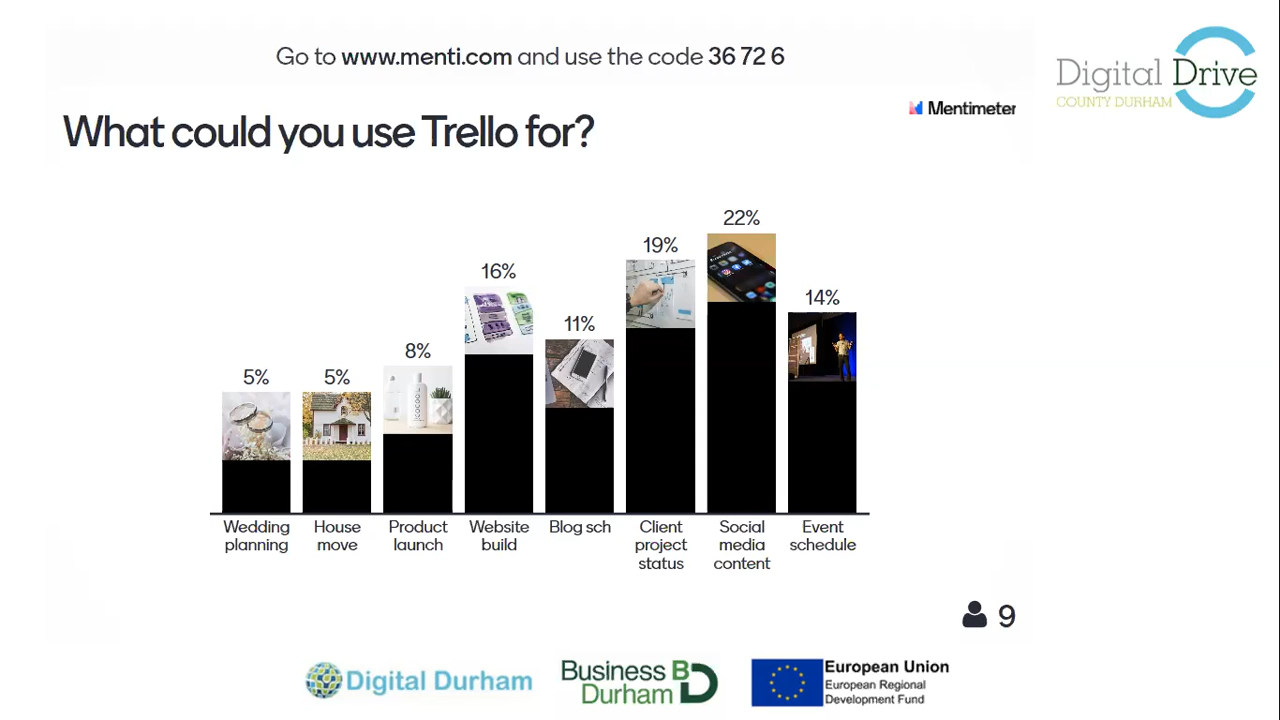 Go to www.menti.com and use the code 36 72 6
Digital Drive
COUNTY DURHAM
Mentimeter
What could you use Trello for?
5%
5%
8%
16%
11%
19%
22%
14%
Wedding
planning
House
move
Product
launch
Website
build
Blog sch
Client
project
status
Social
media
content
Event
schedule
9
Digital Durham
Business
Durham
BD
European Union
European Regional
Development Fund